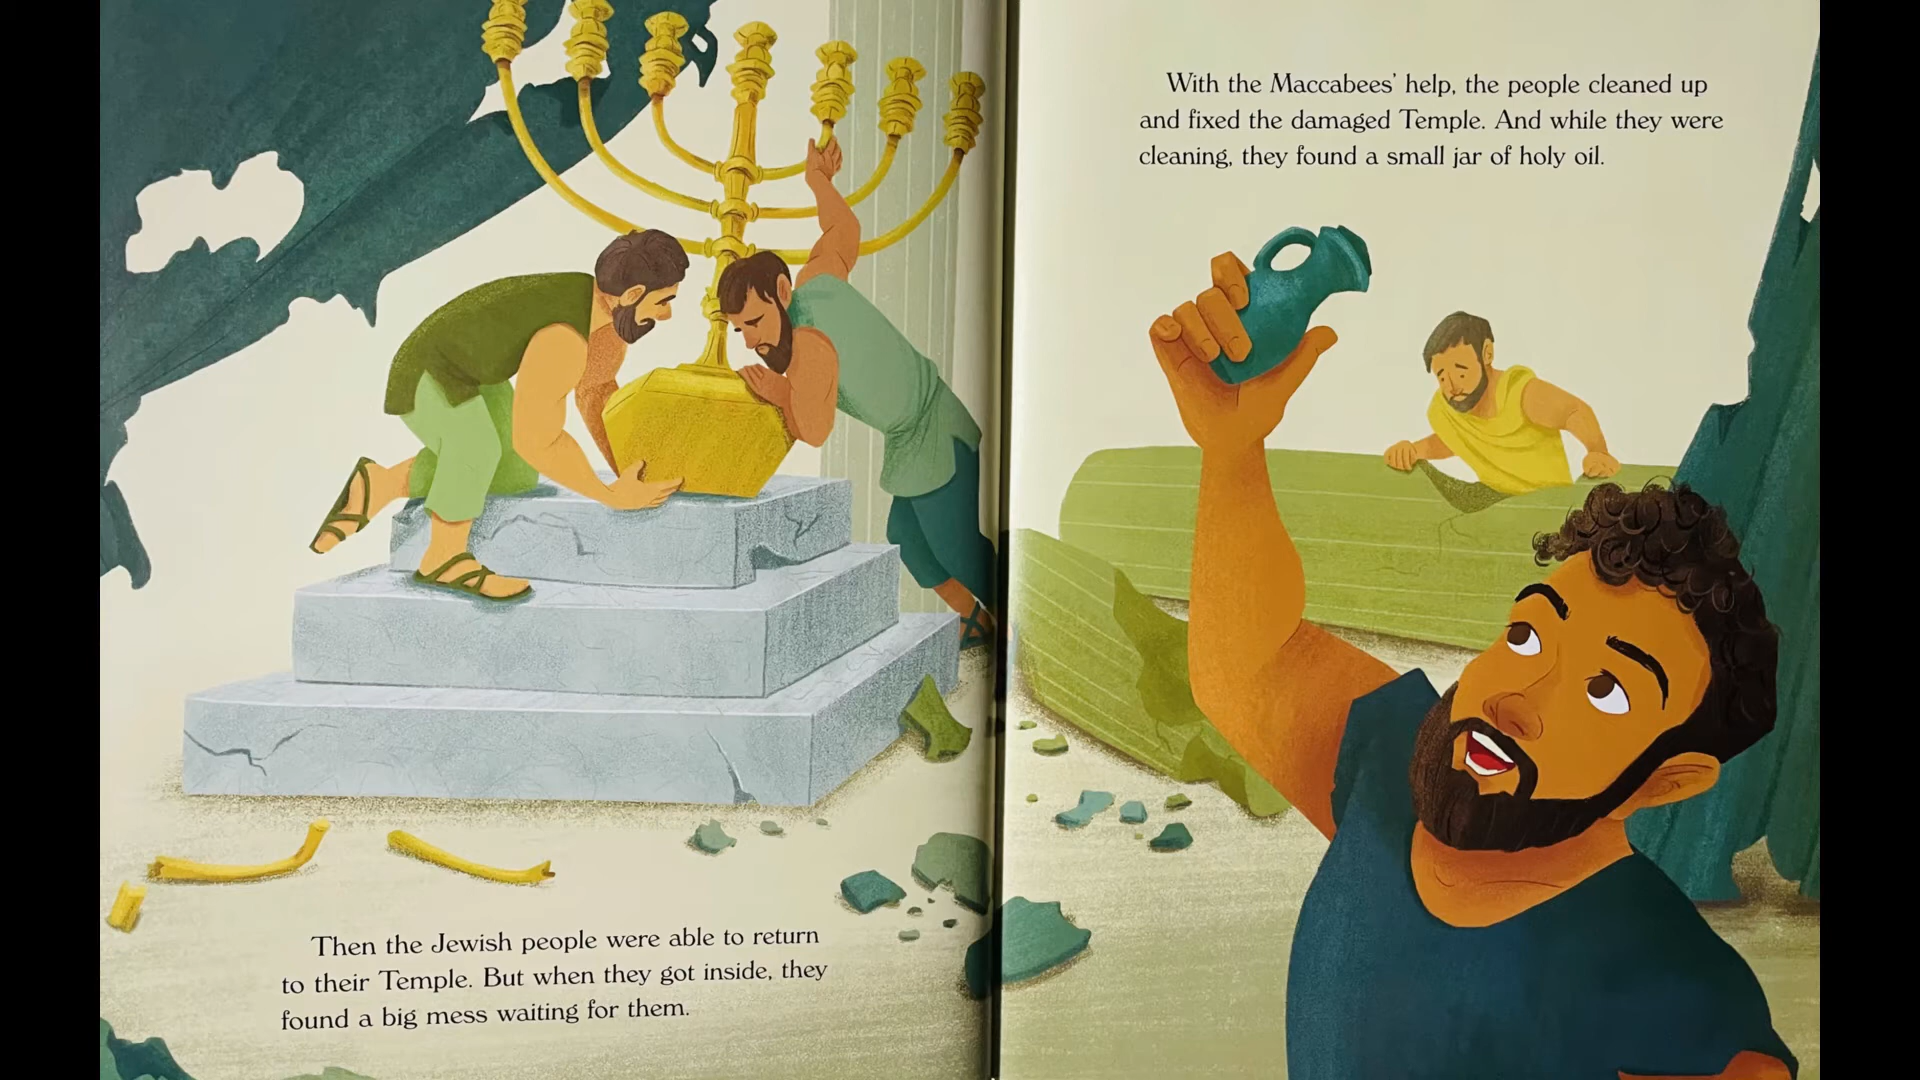 Then the Jewish people were able to return
to their Temple. But when they got inside, they
found a big mess waiting for them.
With the Maccabees’ help, the people cleaned up
and fixed the damaged Temple. And while they were
cleaning, they found a small jar of holy oil.